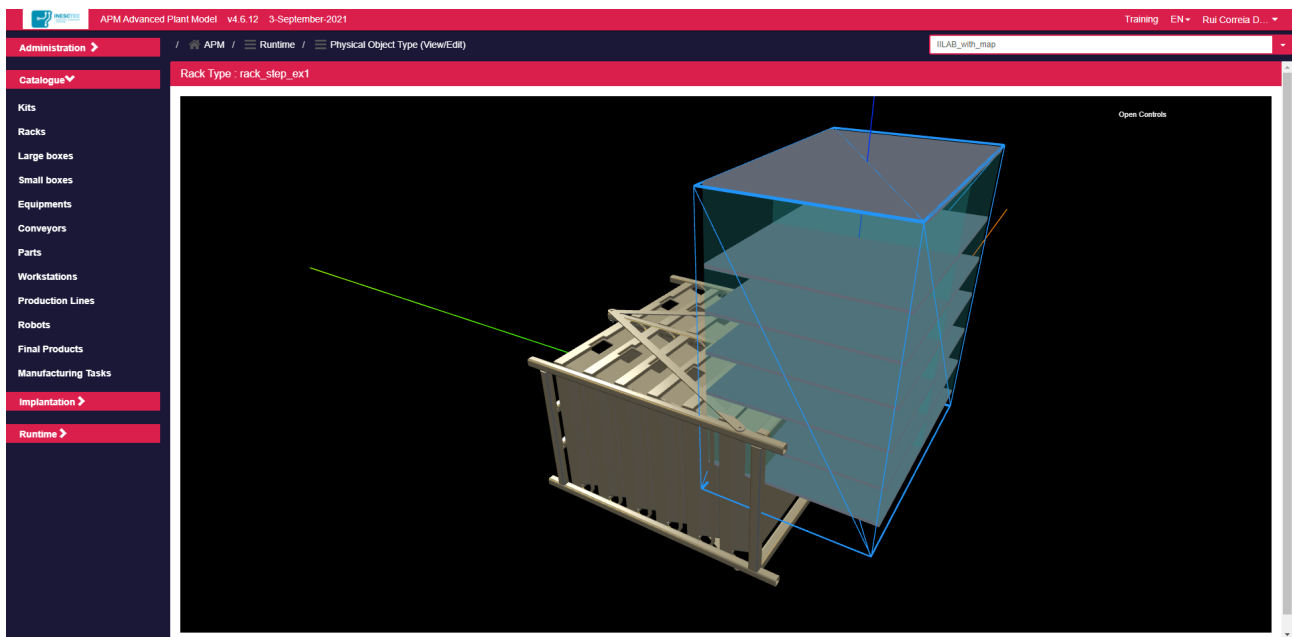 INESCTEC APM Advanced Plant Model v4.6.12 3-September-2021 Training EN Rui Correia D...
Administration
/ APM / Runtime / Physical Object Type (View/Edit) IILAB_with_map
Catalogue
Rack Type : rack_step_ex1
Kits
Racks
Large boxes
Small boxes
Equipments
Conveyors
Parts
Workstations
Production Lines
Robots
Final Products
Manufacturing Tasks
Implantation
Runtime
Open Controls